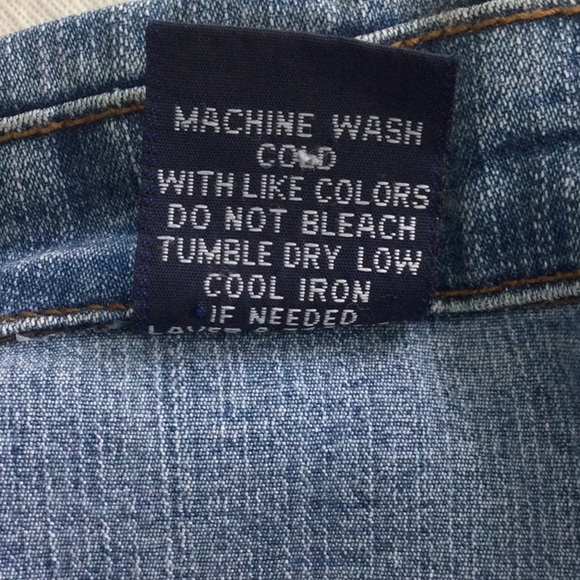 MACHINE WASH
COLD
WITH LIKE COLORS
DO NOT BLEACH
TUMBLE DRY LOW
COOL IRON
IF NEEDED